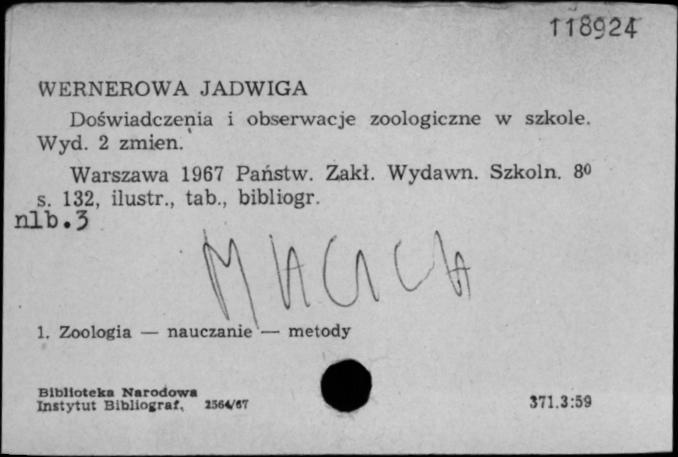 118924
WERNEROWA JADWIGA
Doświadczenia i obserwacje zoologiczne w szkole.
Wyd. 2 zmien.
Warszawa 1967 Państw. Zakł. Wydawn. Szkoln. 8º
s. 132, ilustr., tab., bibliogr.
nlb.3
1. Zoologia — nauczanie — metody
Biblioteka Narodowa
Instytut Bibliograf. 2564/67
371.3:59